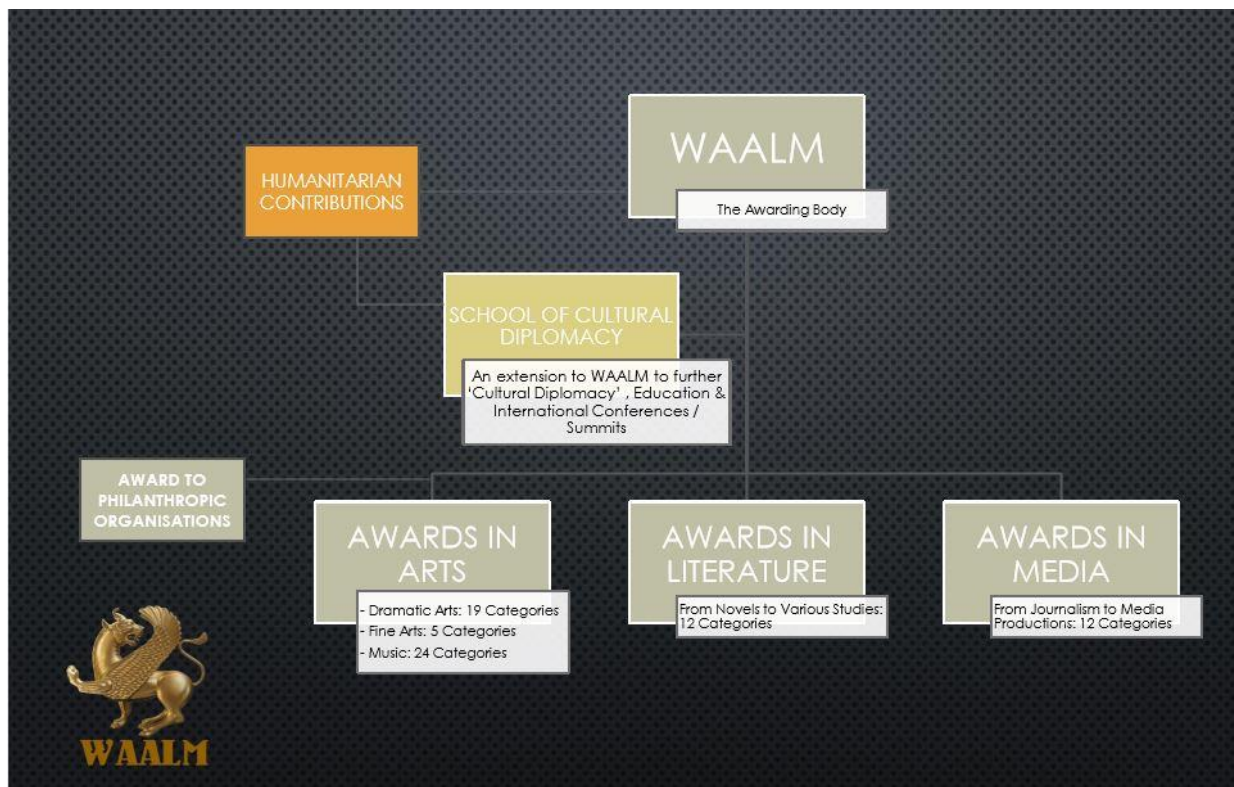 WAALM
The Awarding Body
HUMANITARIAN
CONTRIBUTIONS
SCHOOL OF CULTURAL
DIPLOMACY
An extension to WAALM to further
‘Cultural Diplomacy’ , Education &
International Conferences /
Summits
AWARD TO
PHILANTHROPIC
ORGANISATIONS
AWARDS IN
ARTS
- Dramatic Arts: 19 Categories
- Fine Arts: 5 Categories
- Music: 24 Categories
AWARDS IN
LITERATURE
From Novels to Various Studies:
12 Categories
AWARDS IN
MEDIA
From Journalism to Media
Productions: 12 Categories
WAALM